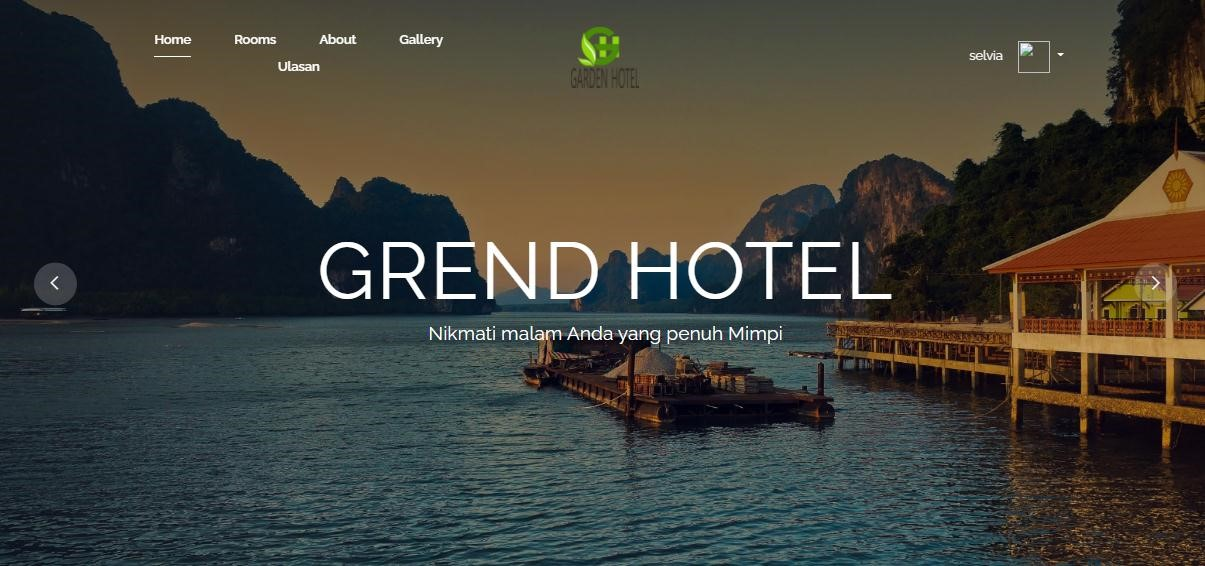 Home Rooms About Gallery
Ulasan
GARDEN HOTEL
selvia
GREND HOTEL
Nikmati malam Anda yang penuh Mimpi